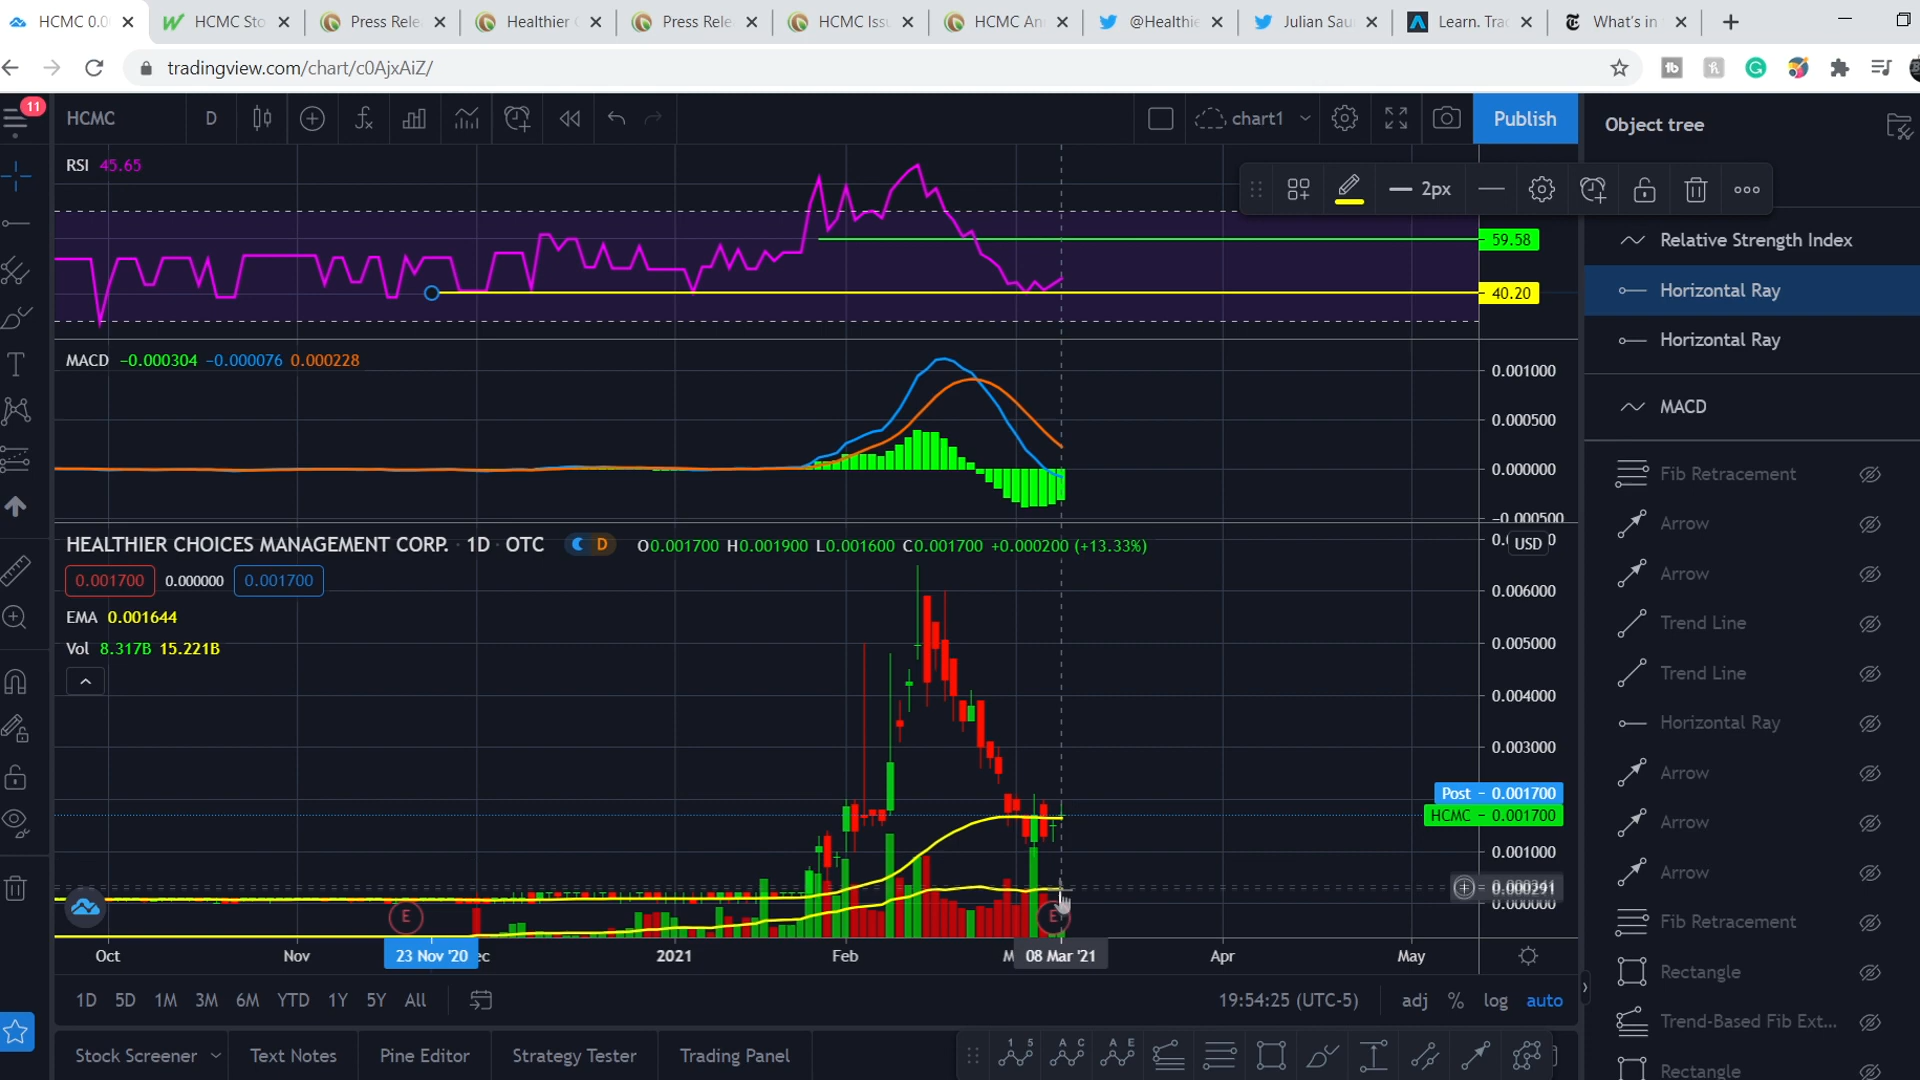 HCMC 0.0
HCMC Sto
Press Rele
Healthier
Press Rele
HCMC Iss
HCMC An
@Healthie
Julian Sau
Learn. Tra
What's in
tradingview.com/chart/c0AjxAiZ/
11
HCMC
D
chart1
Publish
Object tree
RSI 45.65
2px
59.58
40.20
Relative Strength Index
Horizontal Ray
Horizontal Ray
MACD −0.000304 −0.000076 0.000228
0.001000
0.000500
0.000000
−0.000500
MACD
Fib Retracement
Arrow
Arrow
Trend Line
Trend Line
Horizontal Ray
Arrow
Arrow
Arrow
Fib Retracement
Rectangle
Trend-Based Fib Ext...
Rectangle
HEALTHIER CHOICES MANAGEMENT CORP. · 1D · OTC
D
O0.001700 H0.001900 L0.001600 C0.001700 +0.000200 (+13.33%)
USD
0.001700 0.000000 0.001700
EMA 0.001644
Vol 8.317B 15.221B
0.006000
0.005000
0.004000
0.003000
Post − 0.001700
HCMC − 0.001700
0.001000
0.000291
0.000000
E
E
Oct
Nov
23 Nov '20
2021
Feb
08 Mar '21
Apr
May
1D 5D 1M 3M 6M YTD 1Y 5Y All
19:54:25 (UTC-5)
adj % log auto
Stock Screener
Text Notes
Pine Editor
Strategy Tester
Trading Panel
1 5
A C
A E